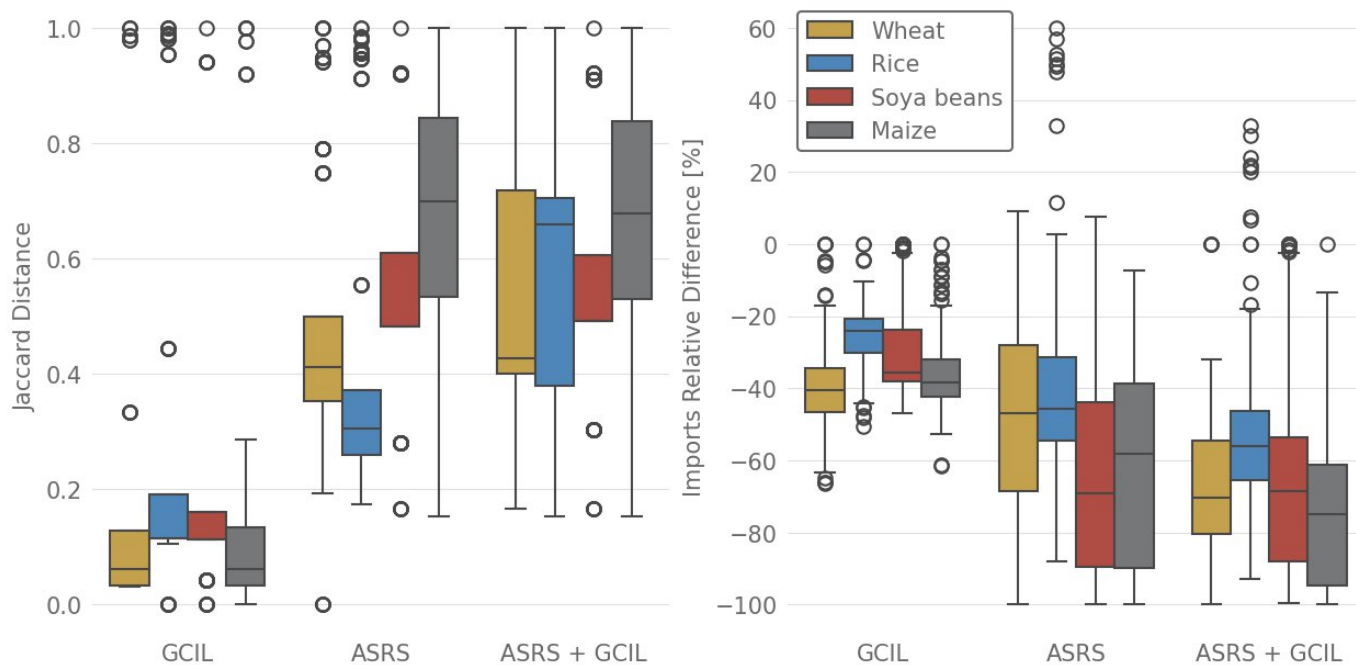 Jaccard Distance
1.0
0.8
0.6
0.4
0.2
0.0
GCIL
ASRS
ASRS + GCIL
Imports Relative Difference [%]
60
40
20
0
−20
−40
−60
−80
−100
Wheat
Rice
Soya beans
Maize
GCIL
ASRS
ASRS + GCIL